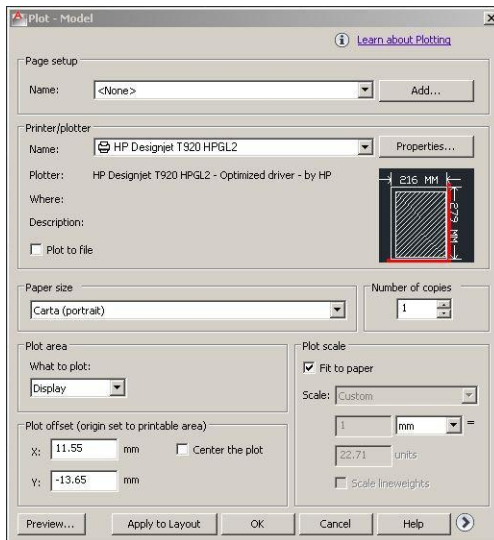 Plot - Model
Learn about Plotting
Page setup
Name: <None> Add...
Printer/plotter
Name: HP Designjet T920 HPGL2 Properties...
Plotter: HP Designjet T920 HPGL2 - Optimized driver - by HP
Where:
Description:
Plot to file
216 MM
279 MM
Paper size
Carta (portrait)
Number of copies
1
Plot area
What to plot:
Display
Plot offset (origin set to printable area)
X: 11.55 mm Center the plot
Y: -13.65 mm
Plot scale
Fit to paper
Scale: Custom
1 mm =
22.71 units
Scale lineweights
Preview... Apply to Layout OK Cancel Help